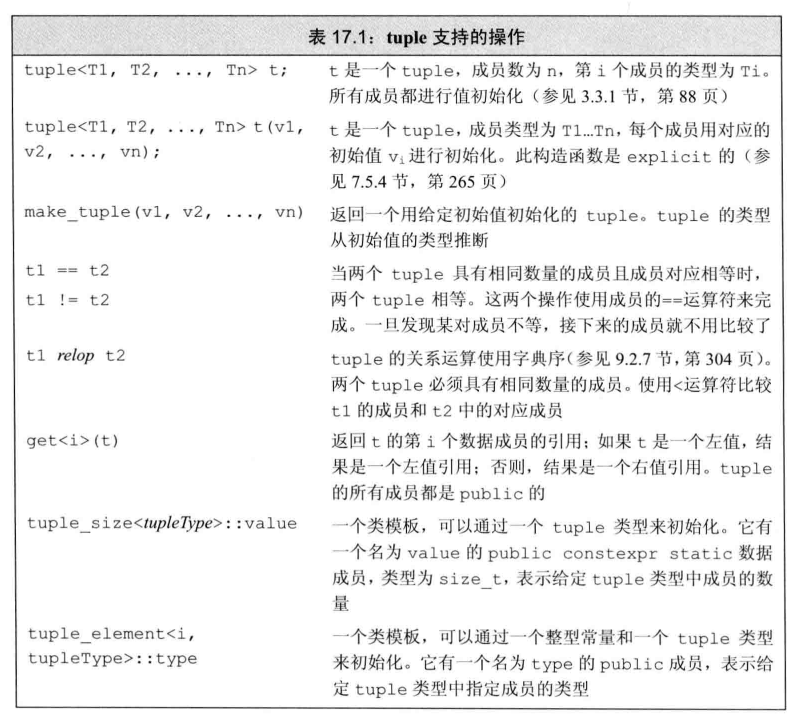 表 17.1：tuple 支持的操作
tuple<T1, T2, ..., Tn> t;
t 是一个 tuple，成员数为 n，第 i 个成员的类型为 Ti。
所有成员都进行值初始化（参见 3.3.1 节，第 88 页）
tuple<T1, T2, ..., Tn> t(v1,
v2, ..., vn);
t 是一个 tuple，成员类型为 T1…Tn，每个成员用对应的
初始值 vᵢ 进行初始化。此构造函数是 explicit 的（参
见 7.5.4 节，第 265 页）
make_tuple(v1, v2, ..., vn)
返回一个用给定初始值初始化的 tuple。tuple 的类型
从初始值的类型推断
t1 == t2
t1 != t2
当两个 tuple 具有相同数量的成员且成员对应相等时，
两个 tuple 相等。这两个操作使用成员的==运算符来完
成。一旦发现某对成员不等，接下来的成员就不用比较了
t1 relop t2
tuple 的关系运算使用字典序（参见 9.2.7 节，第 304 页）。
两个 tuple 必须具有相同数量的成员。使用<运算符比较
t1 的成员和 t2 中的对应成员
get<i>(t)
返回 t 的第 i 个数据成员的引用；如果 t 是一个左值，结
果是一个左值引用；否则，结果是一个右值引用。tuple
的所有成员都是 public 的
tuple_size<tupleType>::value
一个类模板，可以通过一个 tuple 类型来初始化。它有
一个名为 value 的 public constexpr static 数据
成员，类型为 size_t，表示给定 tuple 类型中成员的数
量
tuple_element<i,
tupleType>::type
一个类模板，可以通过一个整型常量和一个 tuple 类型
来初始化。它有一个名为 type 的 public 成员，表示给
定 tuple 类型中指定成员的类型